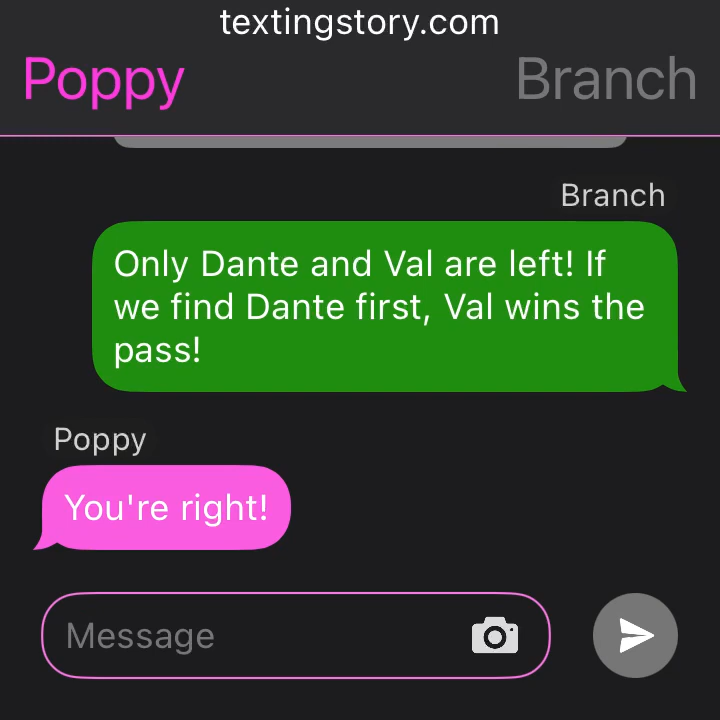 textingstory.com
Poppy Branch
Branch
Only Dante and Val are left! If
we find Dante first, Val wins the
pass!
Poppy
You're right!
Message